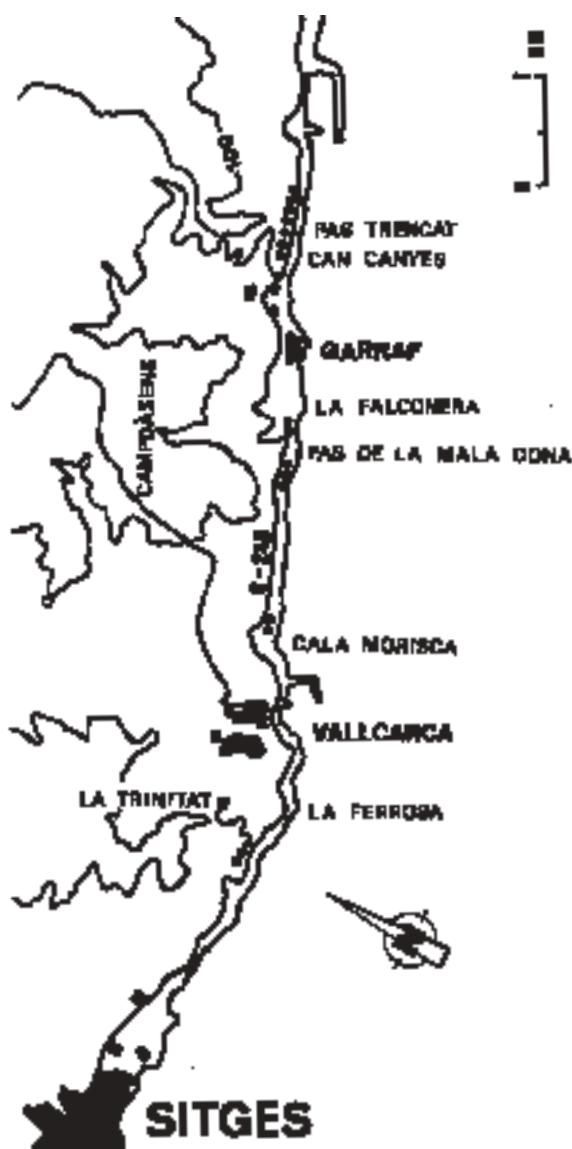 100
PAS TRENCAT
CAN CANYES
GARRAF
LA FALCONERA
CAMPDÀSENS
PAS DE LA MALA DONA
CALA MORISCA
VALLCARCA
LA TRINITAT
LA FERROSA
SITGES